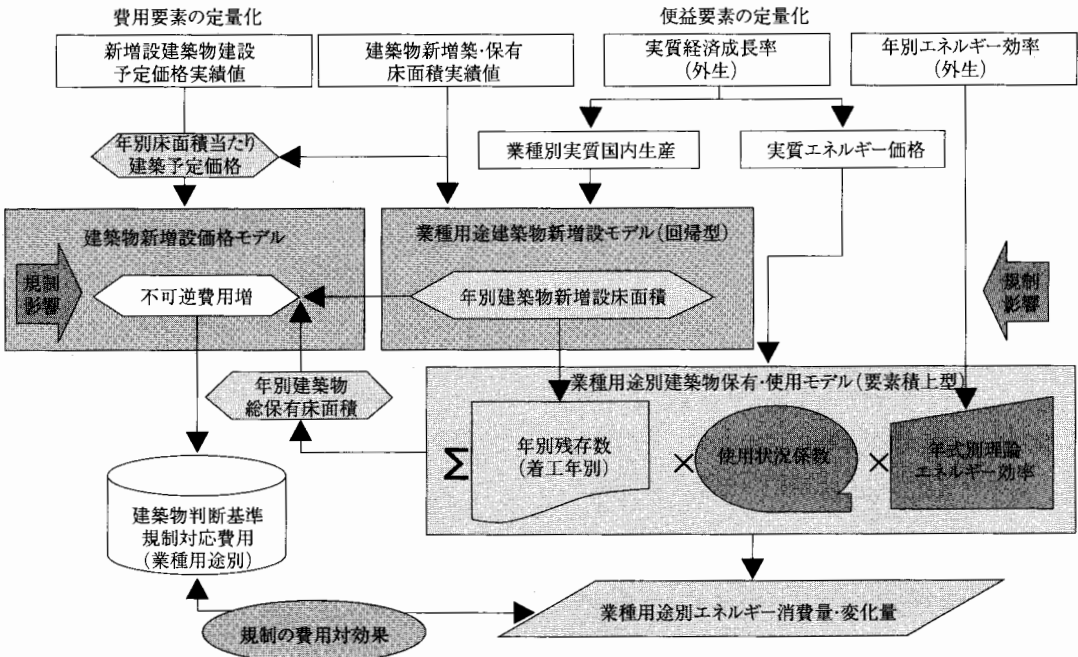 費用要素の定量化
便益要素の定量化
新増設建築物建設
予定価格実績値
建築物新増築・保有
床面積実績値
実質経済成長率
(外生)
年別エネルギー効率
(外生)
年別床面積当たり
建築予定価格
業種別実質国内生産
実質エネルギー価格
建築物新増設価格モデル
業種用途建築物新増設モデル(回帰型)
規制
影響
不可逆費用増
年別建築物新増設床面積
規制
影響
年別建築物
総保有床面積
業種用途別建築物保有・使用モデル(要素積上型)
Σ
年別残存数
(着工年別)
×
使用状況係数
×
年式別理論
エネルギー効率
建築物判断基準
規制対応費用
(業種用途別)
業種用途別エネルギー消費量・変化量
規制の費用対効果